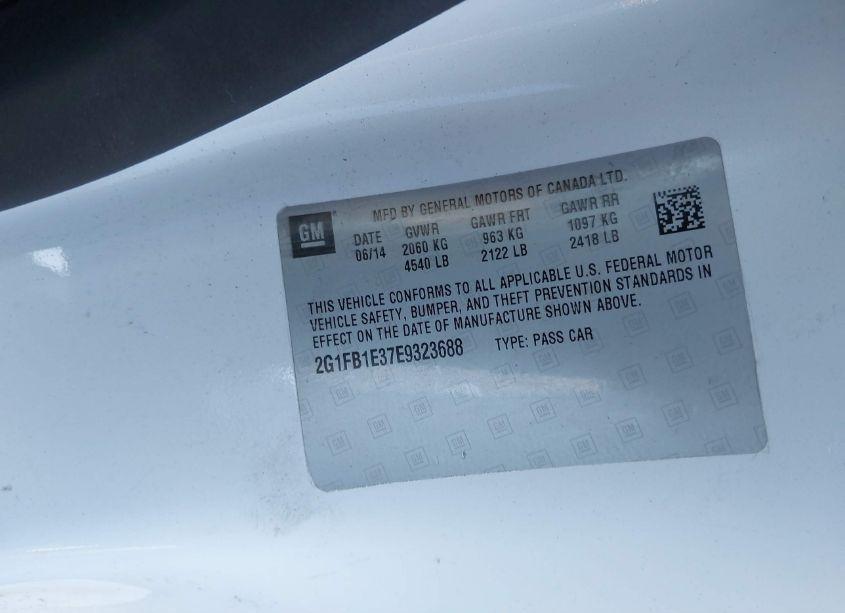 GM
MFD BY GENERAL MOTORS OF CANADA LTD.
DATE GVWR GAWR FRT GAWR RR
06/14 2060 KG 963 KG 1097 KG
4540 LB 2122 LB 2418 LB
THIS VEHICLE CONFORMS TO ALL APPLICABLE U.S. FEDERAL MOTOR
VEHICLE SAFETY, BUMPER, AND THEFT PREVENTION STANDARDS IN
EFFECT ON THE DATE OF MANUFACTURE SHOWN ABOVE.
2G1FB1E37E9323688 TYPE: PASS CAR